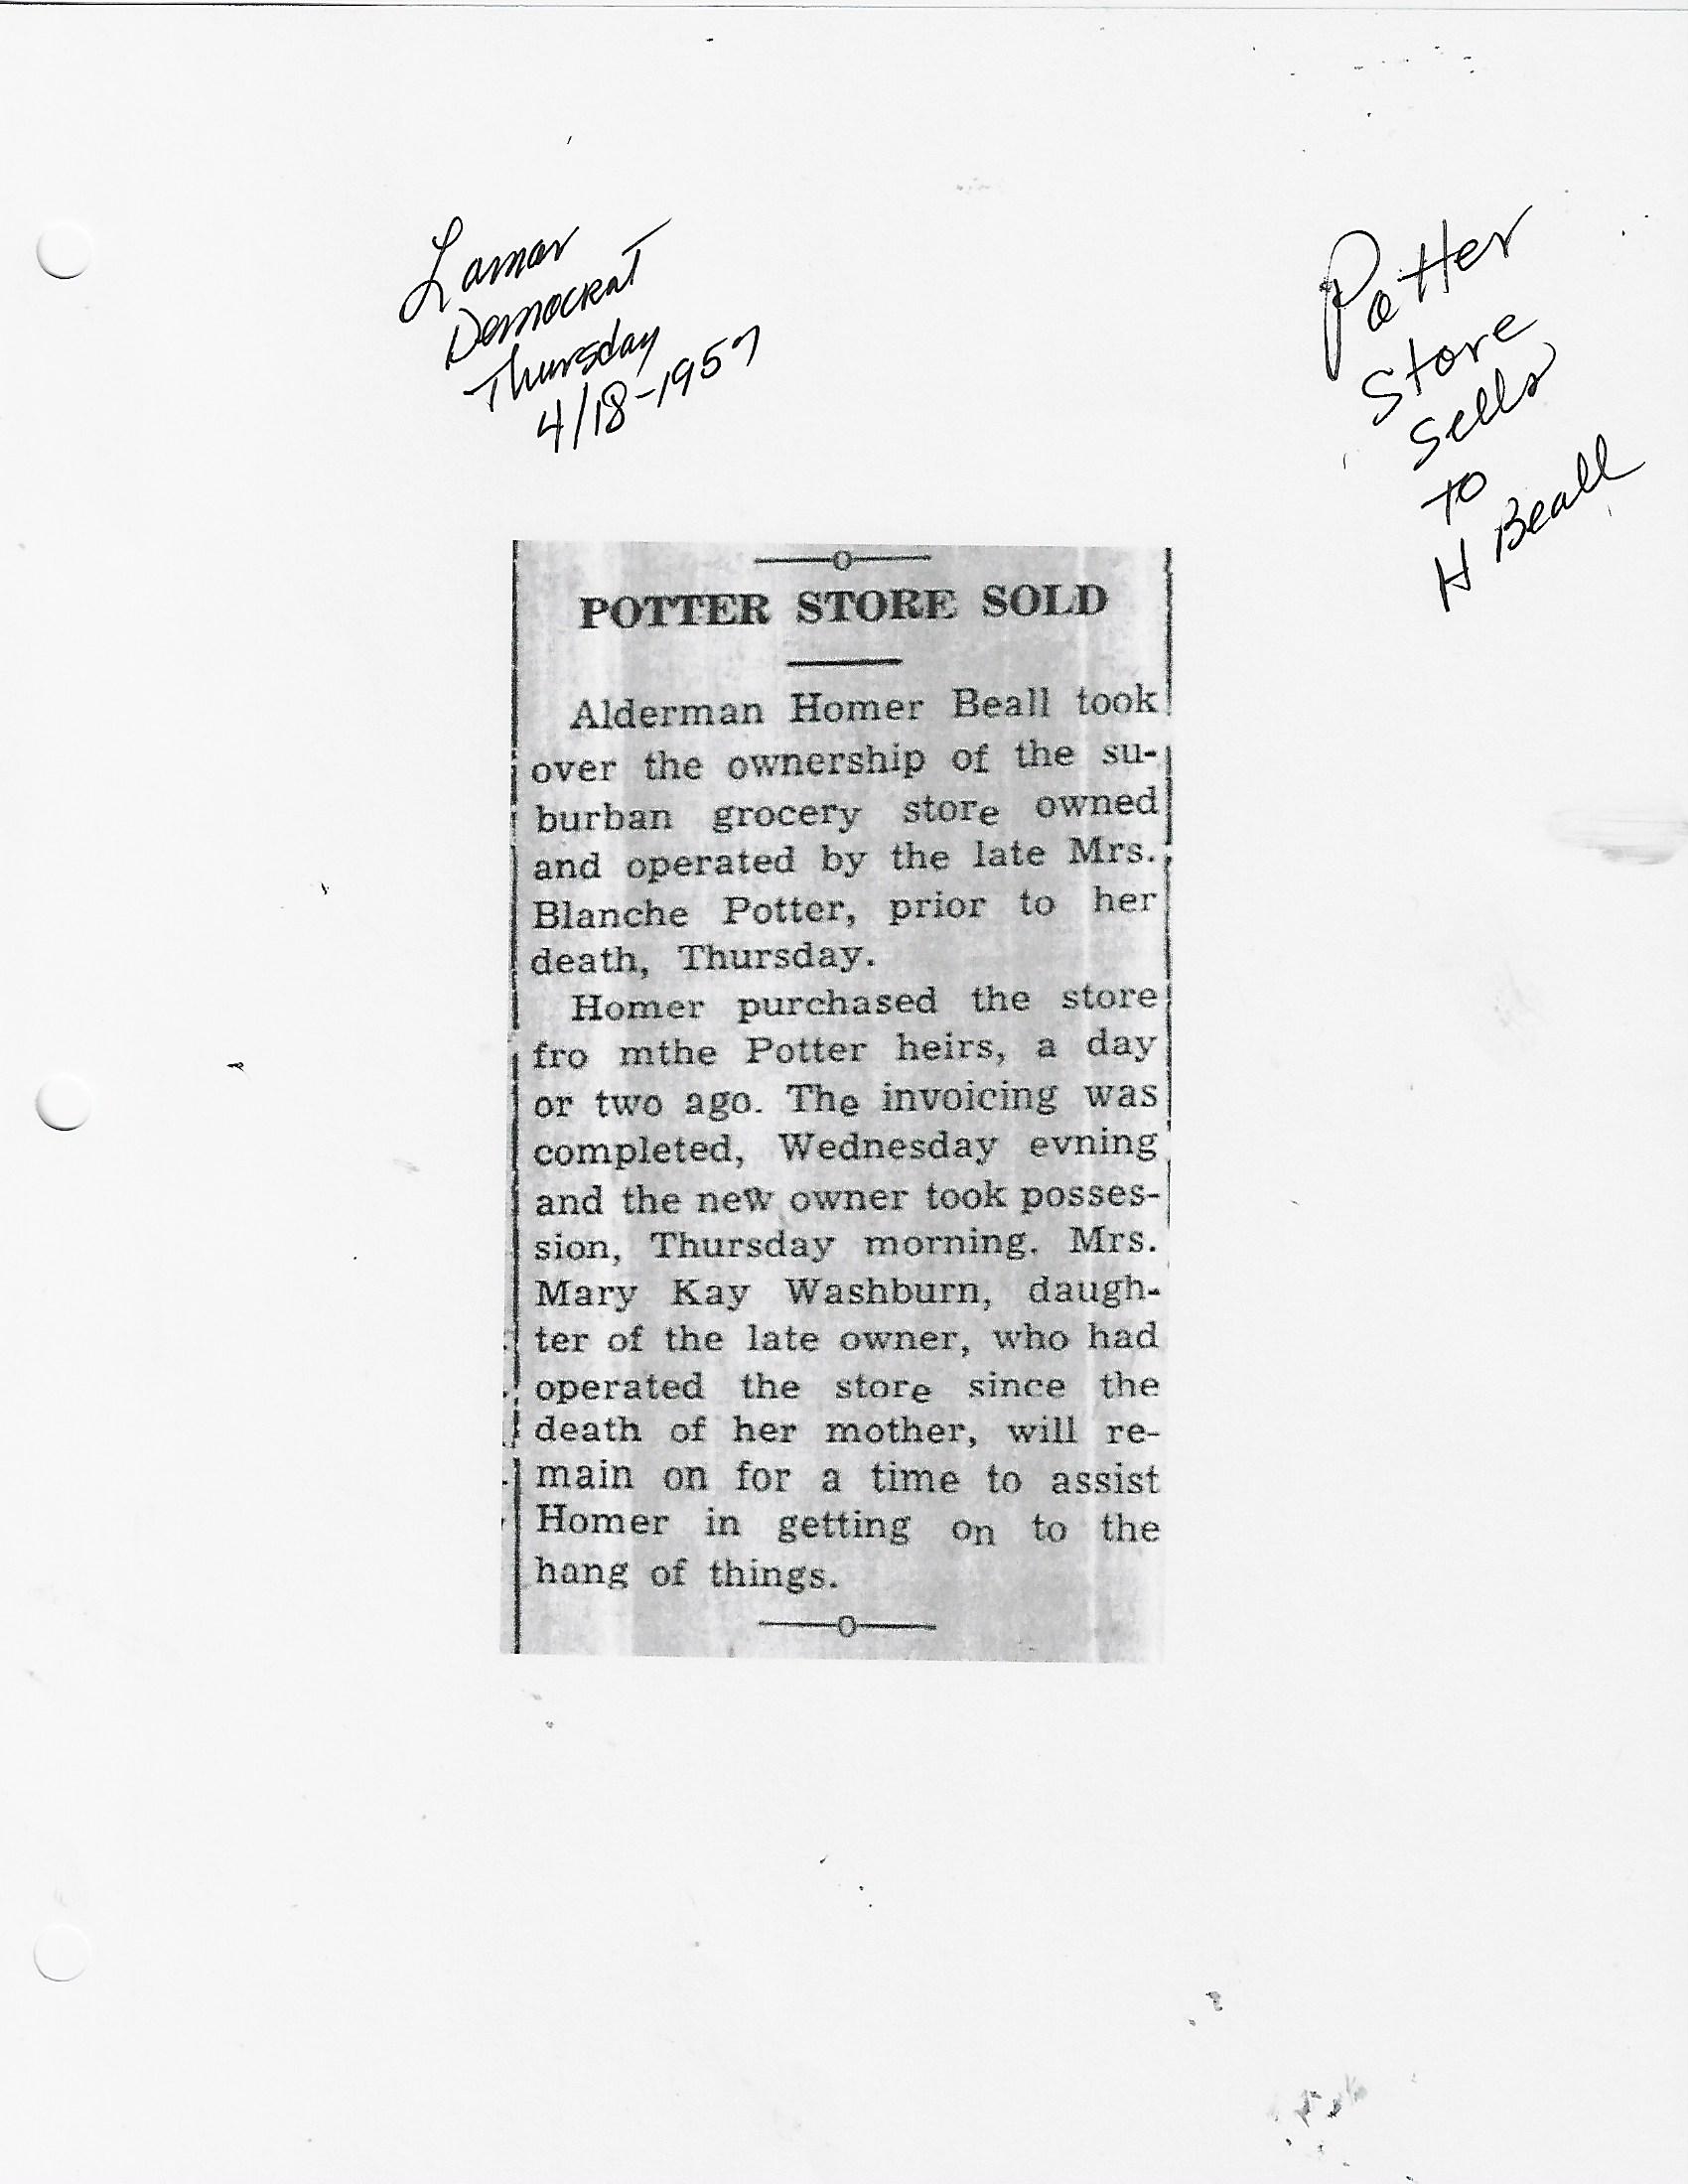 Lamar
Democrat
Thursday
4/18-1957
Potter
Store
Sells
to
H Beall
POTTER STORE SOLD
Alderman Homer Beall took
over the ownership of the su-
burban grocery store owned
and operated by the late Mrs.
Blanche Potter, prior to her
death, Thursday.
Homer purchased the store
fro mthe Potter heirs, a day
or two ago. The invoicing was
completed, Wednesday evning
and the new owner took posses-
sion, Thursday morning. Mrs.
Mary Kay Washburn, daugh-
ter of the late owner, who had
operated the store since the
death of her mother, will re-
main on for a time to assist
Homer in getting on to the
hang of things.